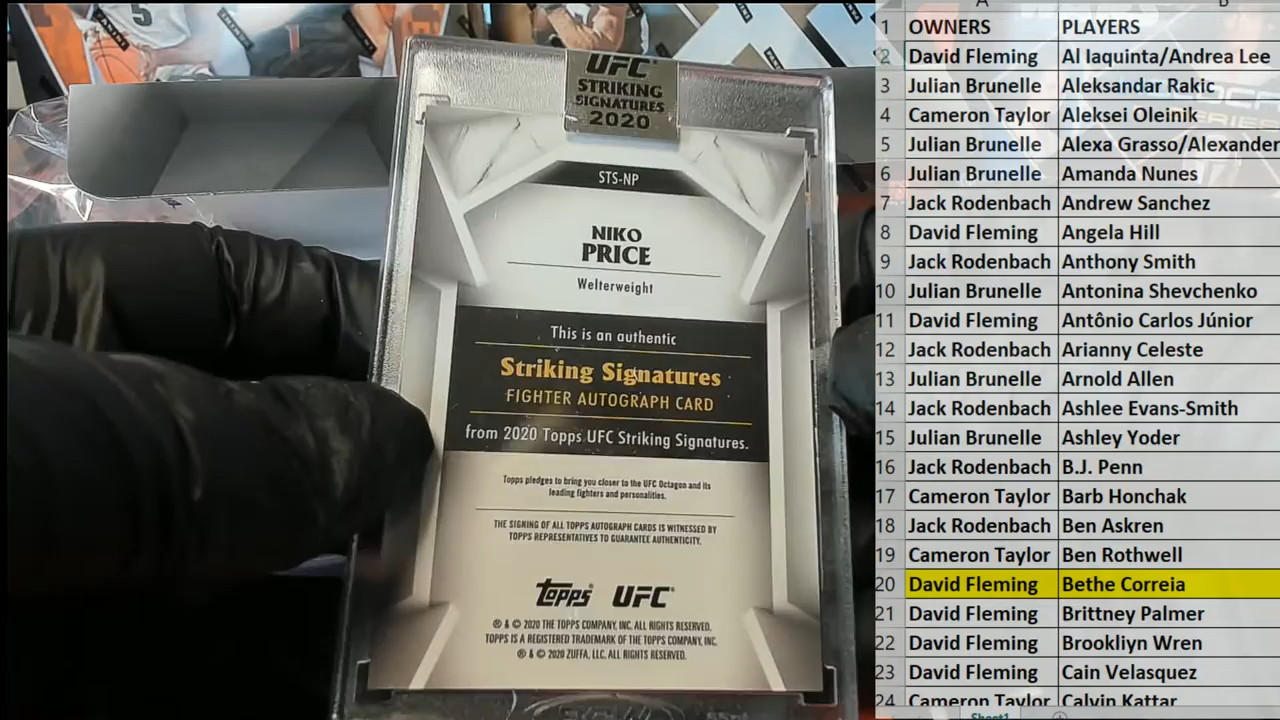 5
UFC
STRIKING
SIGNATURES
2020
STS-NP
NIKO
PRICE
Welterweight
This is an authentic
Striking Signatures
FIGHTER AUTOGRAPH CARD
from 2020 Topps UFC Striking Signatures.
Topps pledges to bring you closer to the UFC Octagon and its
leading fighters and personalities.
THE SIGNING OF ALL TOPPS AUTOGRAPH CARDS IS WITNESSED BY
TOPPS REPRESENTATIVES TO GUARANTEE AUTHENTICITY.
Topps UFC
® & © 2020 THE TOPPS COMPANY, INC. ALL RIGHTS RESERVED.
TOPPS IS A REGISTERED TRADEMARK OF THE TOPPS COMPANY, INC.
® & © 2020 ZUFFA, LLC. ALL RIGHTS RESERVED.
A B
1 OWNERS PLAYERS
2 David Fleming Al Iaquinta/Andrea Lee
3 Julian Brunelle Aleksandar Rakic
4 Cameron Taylor Aleksei Oleinik
5 Julian Brunelle Alexa Grasso/Alexander
6 Julian Brunelle Amanda Nunes
7 Jack Rodenbach Andrew Sanchez
8 David Fleming Angela Hill
9 Jack Rodenbach Anthony Smith
10 Julian Brunelle Antonina Shevchenko
11 David Fleming Antônio Carlos Júnior
12 Jack Rodenbach Arianny Celeste
13 Julian Brunelle Arnold Allen
14 Jack Rodenbach Ashlee Evans-Smith
15 Julian Brunelle Ashley Yoder
16 Jack Rodenbach B.J. Penn
17 Cameron Taylor Barb Honchak
18 Jack Rodenbach Ben Askren
19 Cameron Taylor Ben Rothwell
20 David Fleming Bethe Correia
21 David Fleming Brittney Palmer
22 David Fleming Brookliyn Wren
23 David Fleming Cain Velasquez
24 Cameron Taylor Calvin Kattar
Sheet1